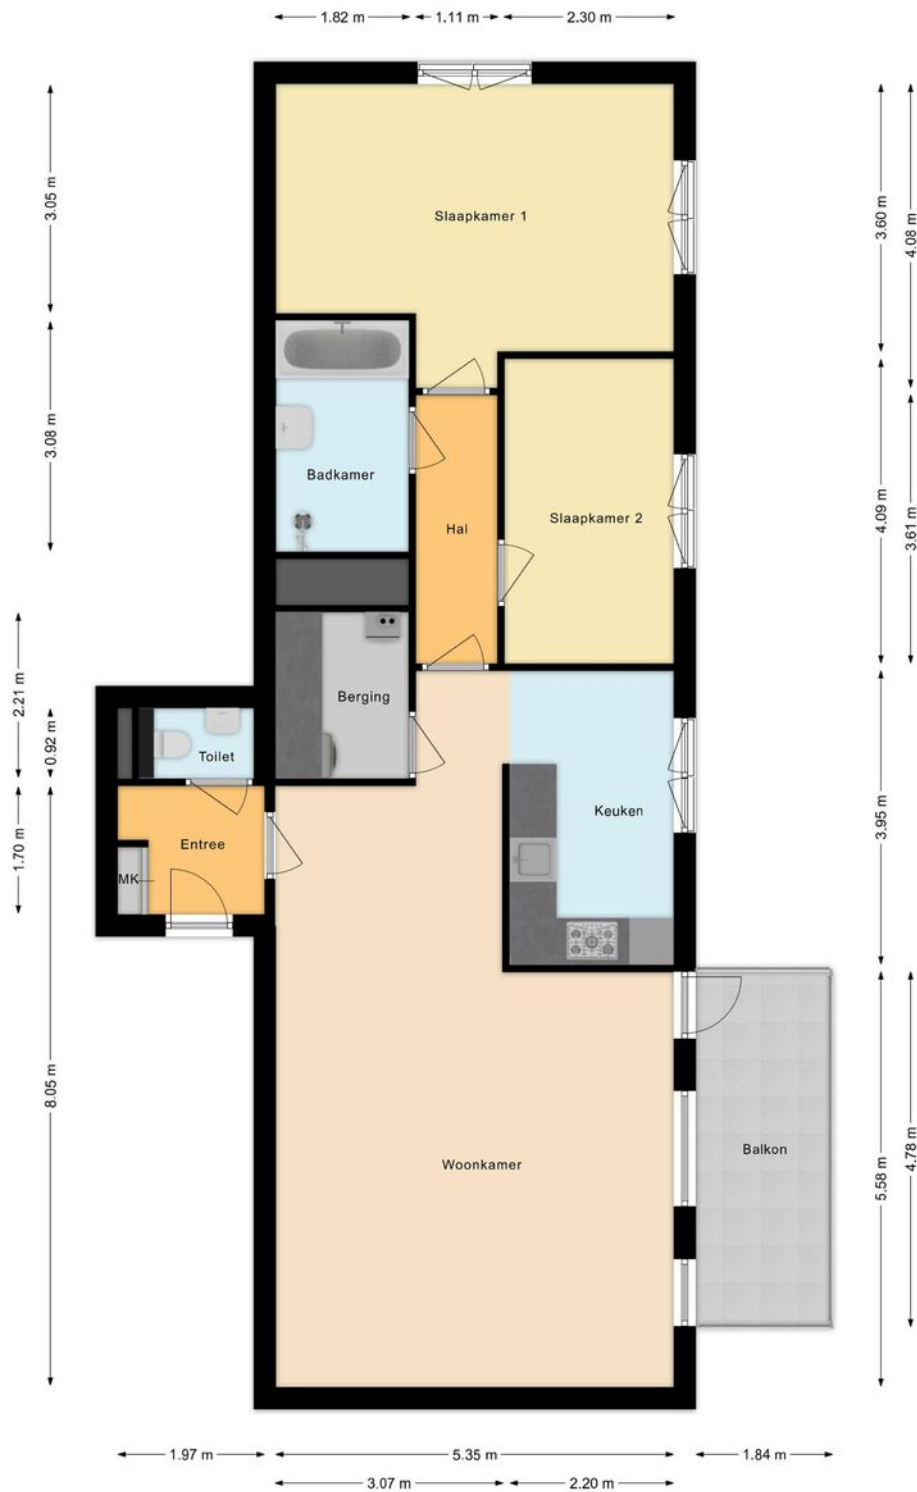 1.82 m
1.11 m
2.30 m
3.05 m
3.60 m
4.08 m
Slaapkamer 1
3.08 m
Badkamer
Hal
Slaapkamer 2
4.09 m
3.61 m
2.21 m
0.92 m
Berging
Toilet
1.70 m
Entree
MK
Keuken
3.95 m
8.05 m
Woonkamer
Balkon
5.58 m
4.78 m
1.97 m
5.35 m
1.84 m
3.07 m
2.20 m